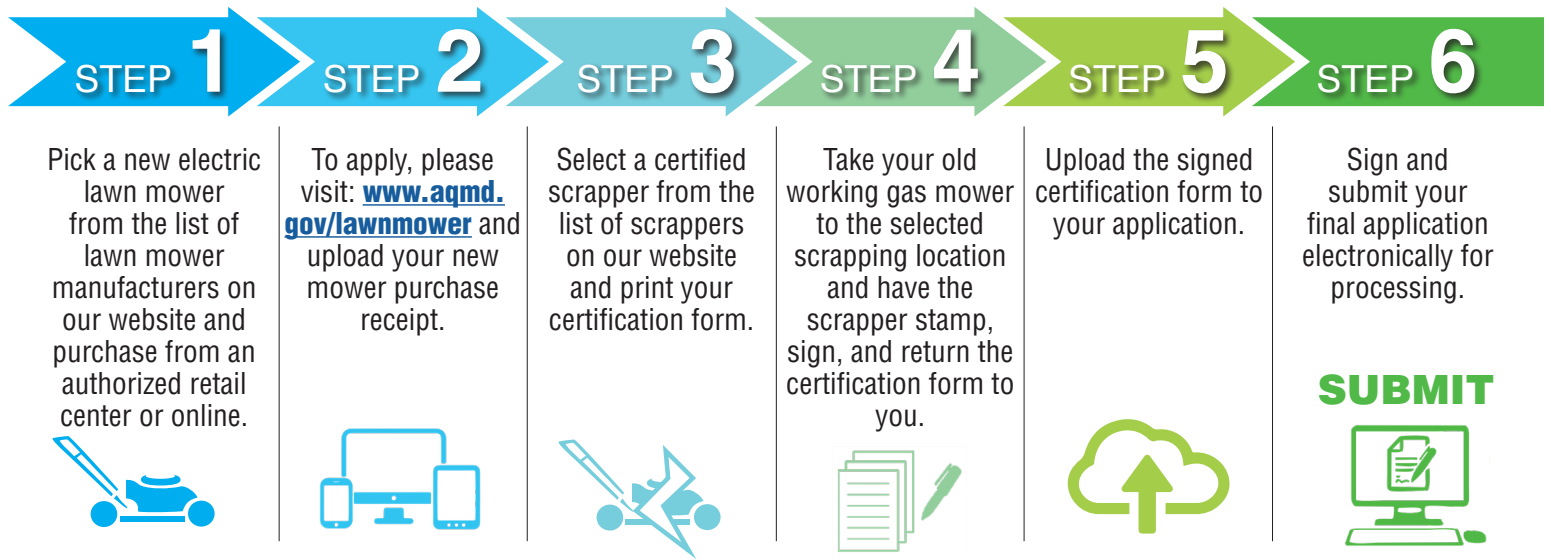 STEP 1
Pick a new electric
lawn mower
from the list of
lawn mower
manufacturers on
our website and
purchase from an
authorized retail
center or online.
STEP 2
To apply, please
visit: www.aqmd.
gov/lawnmower and
upload your new
mower purchase
receipt.
STEP 3
Select a certified
scrapper from the
list of scrappers
on our website
and print your
certification form.
STEP 4
Take your old
working gas mower
to the selected
scrapping location
and have the
scrapper stamp,
sign, and return the
certification form to
you.
STEP 5
Upload the signed
certification form to
your application.
STEP 6
Sign and
submit your
final application
electronically for
processing.
SUBMIT